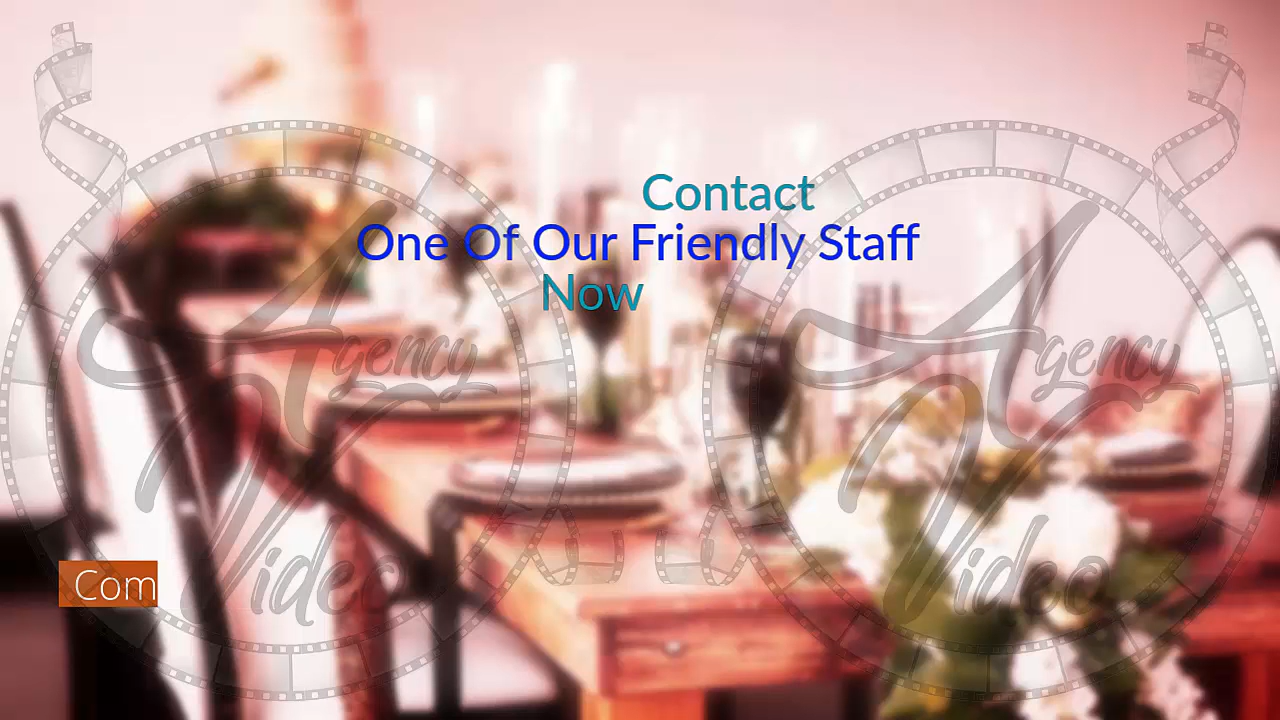 Contact
One Of Our Friendly Staff
Now
Agency
Video
Agency
Video
Com